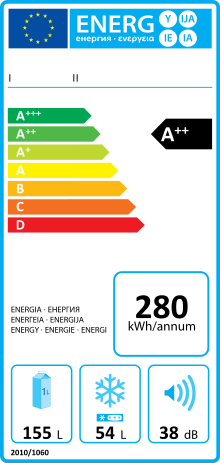 ENERG
Y UA
енергия · ενεργεια
IE IA
I II
A+++
A++
A++
A+
A
B
C
D
ENERGIA · ЕНЕРГИЯ
ΕΝΕΡΓΕΙΑ · ENERGIJA
ENERGY · ENERGIE · ENERGI
280
kWh/annum
1L
155 L
54 L
38 dB
2010/1060